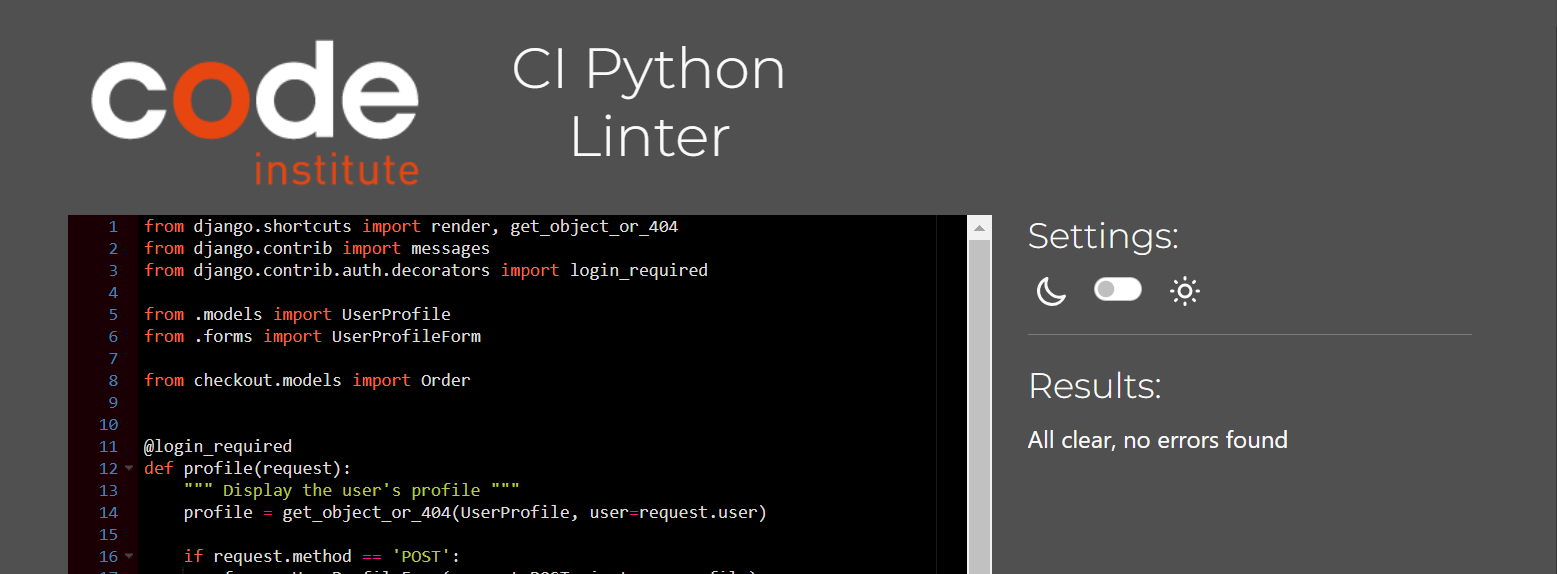 code
institute
CI Python
Linter
1 from django.shortcuts import render, get_object_or_404
2 from django.contrib import messages
3 from django.contrib.auth.decorators import login_required
4
5 from .models import UserProfile
6 from .forms import UserProfileForm
7
8 from checkout.models import Order
9
10
11 @login_required
12 def profile(request):
13     """ Display the user's profile """
14     profile = get_object_or_404(UserProfile, user=request.user)
15
16     if request.method == 'POST':
Settings:
Results:
All clear, no errors found